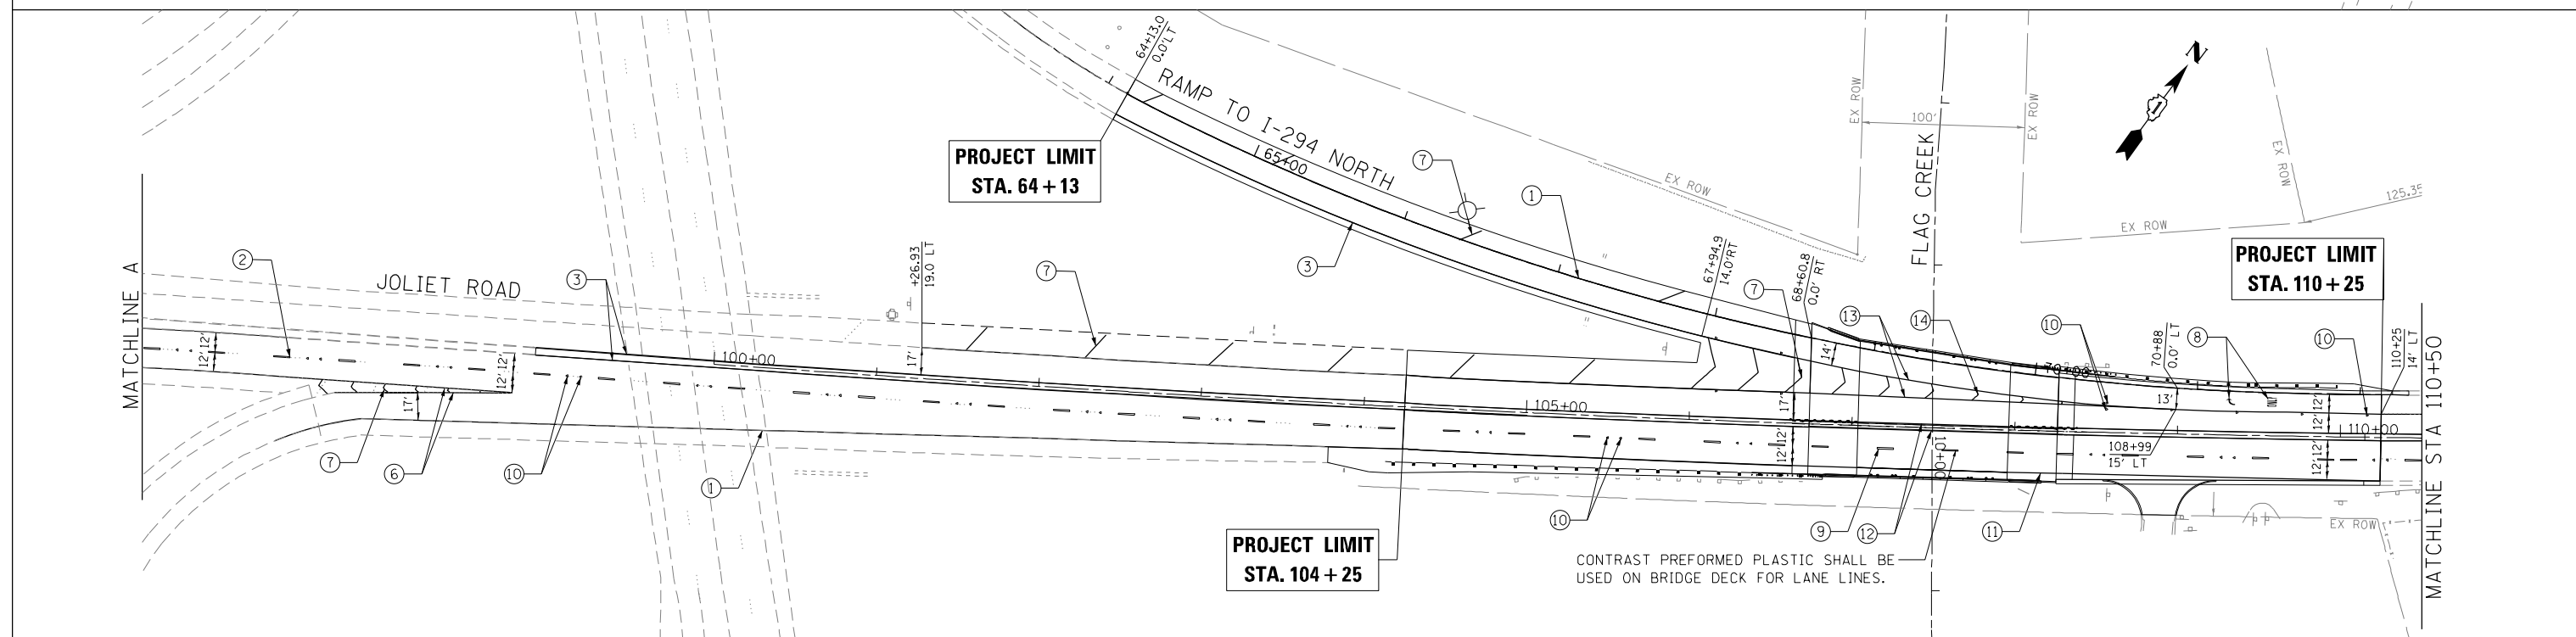 64+13.0
0.0' LT
RAMP TO I-294 NORTH
65+00
PROJECT LIMIT
STA. 64+13
7
1
3
EX ROW
EX ROW
100'
EX ROW
FLAG CREEK
N
EX ROW
125.35
EX ROW
PROJECT LIMIT
STA. 110+25
MATCHLINE A
2
JOLIET ROAD
3
+26.93
19.0 LT
7
67+94.9
14.0' RT
7
68+60.8
0.0' RT
13
14
10
70+88
0.0' LT
8
10
110+25
14' LT
MATCHLINE STA 110+50
12' 12'
12' 12'
17'
17'
100+00
105+00
14'
17'
12' 12'
70+00
13'
12' 12'
110+00
12' 12'
108+99
15' LT
10+00
7
6
10
1
10
9
12
11
EX ROW
PROJECT LIMIT
STA. 104+25
CONTRAST PREFORMED PLASTIC SHALL BE
USED ON BRIDGE DECK FOR LANE LINES.